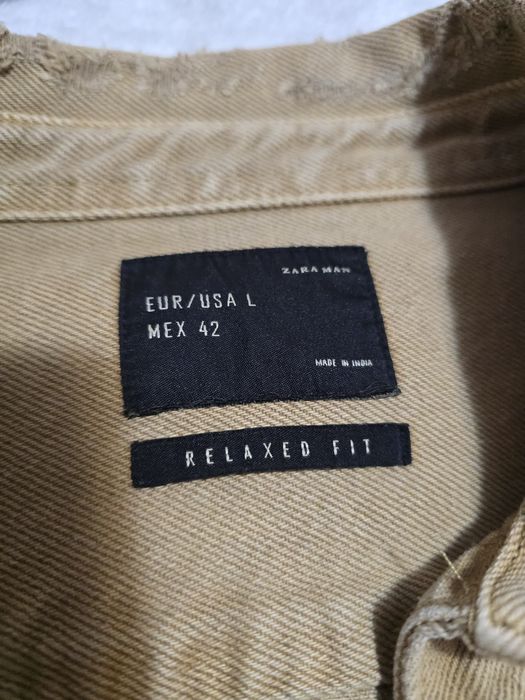 ZARA MAN
EUR/USA L
MEX 42
MADE IN INDIA
RELAXED FIT